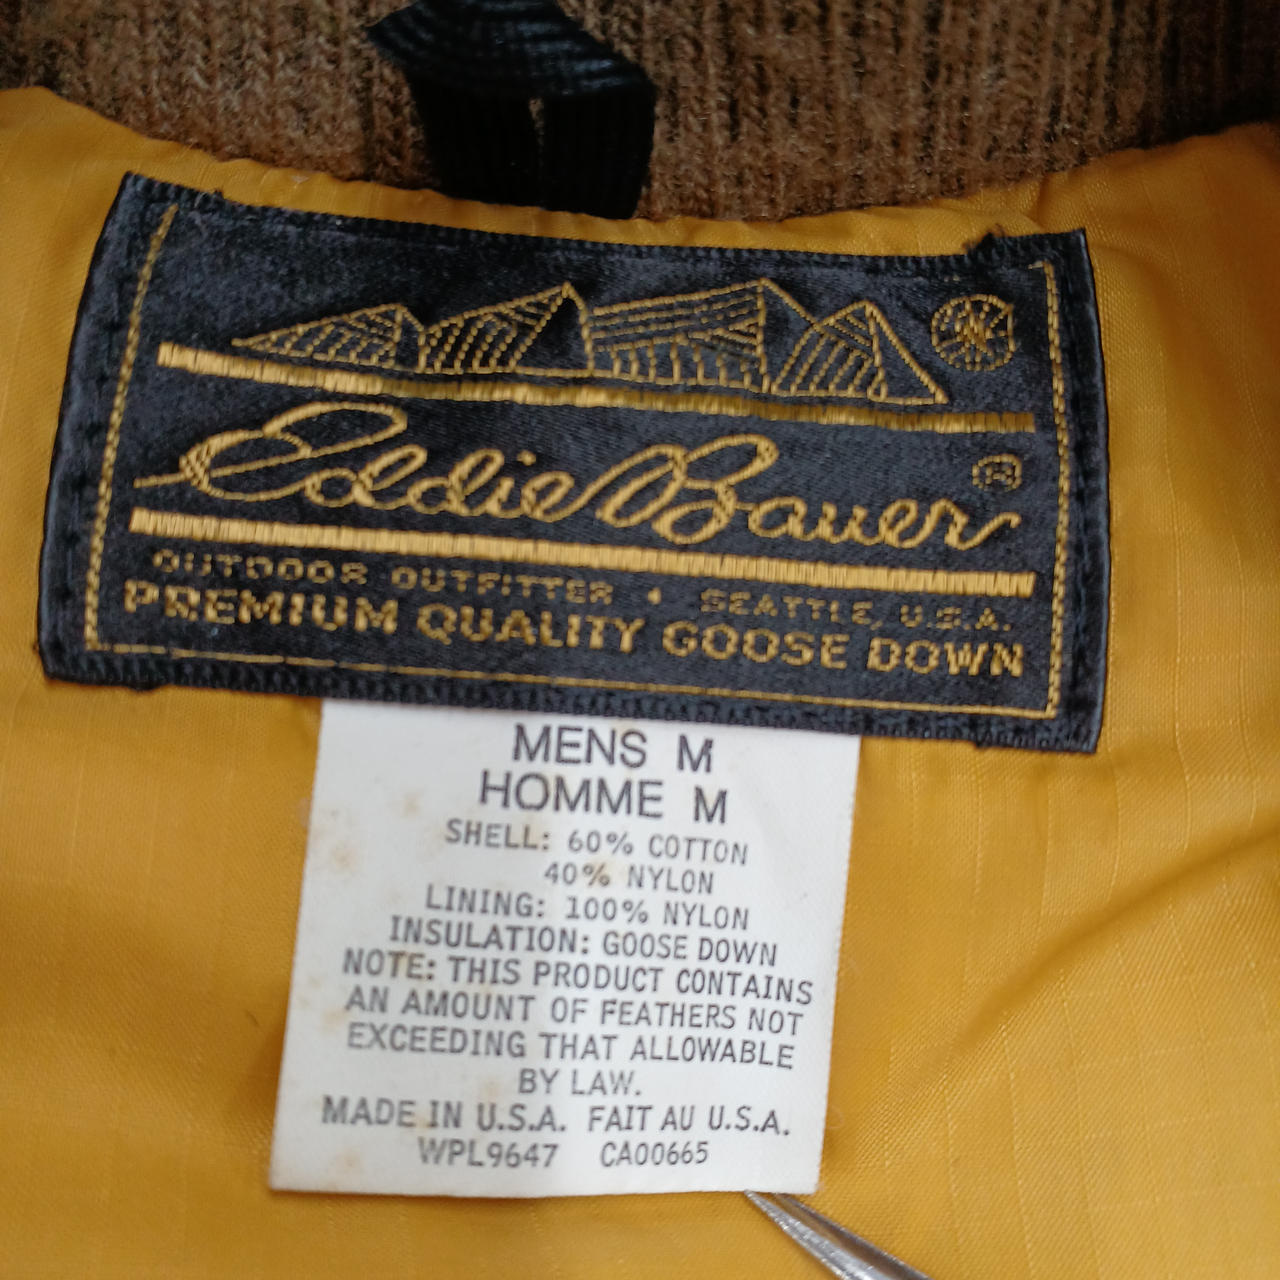 Eddie Bauer ®
OUTDOOR OUTFITTER • SEATTLE, U.S.A.
PREMIUM QUALITY GOOSE DOWN
MENS M
HOMME M
SHELL: 60% COTTON
40% NYLON
LINING: 100% NYLON
INSULATION: GOOSE DOWN
NOTE: THIS PRODUCT CONTAINS
AN AMOUNT OF FEATHERS NOT
EXCEEDING THAT ALLOWABLE
BY LAW.
MADE IN U.S.A. FAIT AU U.S.A.
WPL9647 CA00665